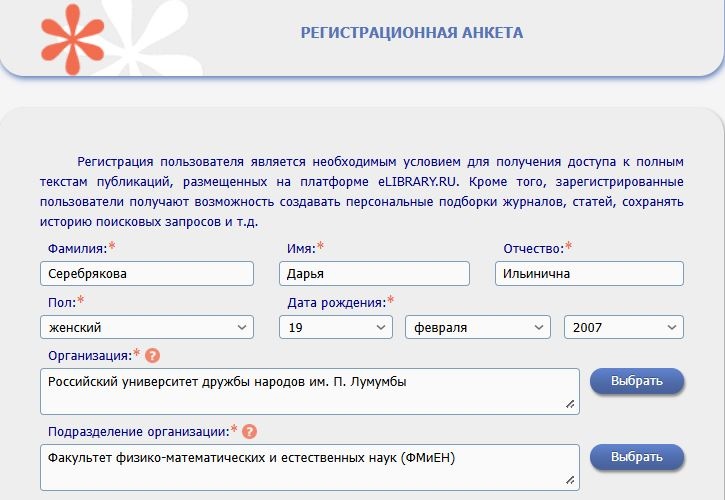 РЕГИСТРАЦИОННАЯ АНКЕТА
Регистрация пользователя является необходимым условием для получения доступа к полным
текстам публикаций, размещенных на платформе eLIBRARY.RU. Кроме того, зарегистрированные
пользователи получают возможность создавать персональные подборки журналов, статей, сохранять
историю поисковых запросов и т.д.
Фамилия:* Имя:* Отчество:*
Серебрякова Дарья Ильинична
Пол:* Дата рождения:*
женский 19 февраля 2007
Организация:* ?
Российский университет дружбы народов им. П. Лумумбы Выбрать
Подразделение организации:* ?
Факультет физико-математических и естественных наук (ФМиЕН) Выбрать